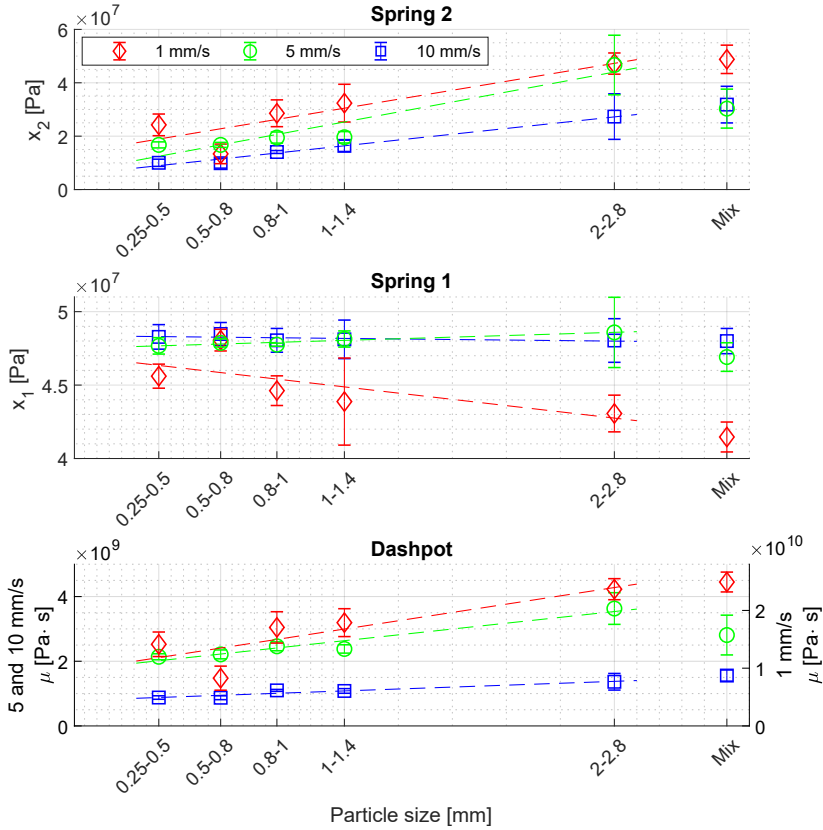 Spring 2
×10^7
6
4
2
0
x_2 [Pa]
1 mm/s 5 mm/s 10 mm/s
0.25-0.5 0.5-0.8 0.8-1 1-1.4 2-2.8 Mix
Spring 1
×10^7
5
4.5
4
x_1 [Pa]
0.25-0.5 0.5-0.8 0.8-1 1-1.4 2-2.8 Mix
Dashpot
×10^9
×10^10
4
2
0
5 and 10 mm/s
μ [Pa· s]
2
1
0
1 mm/s
μ [Pa· s]
0.25-0.5 0.5-0.8 0.8-1 1-1.4 2-2.8 Mix
Particle size [mm]